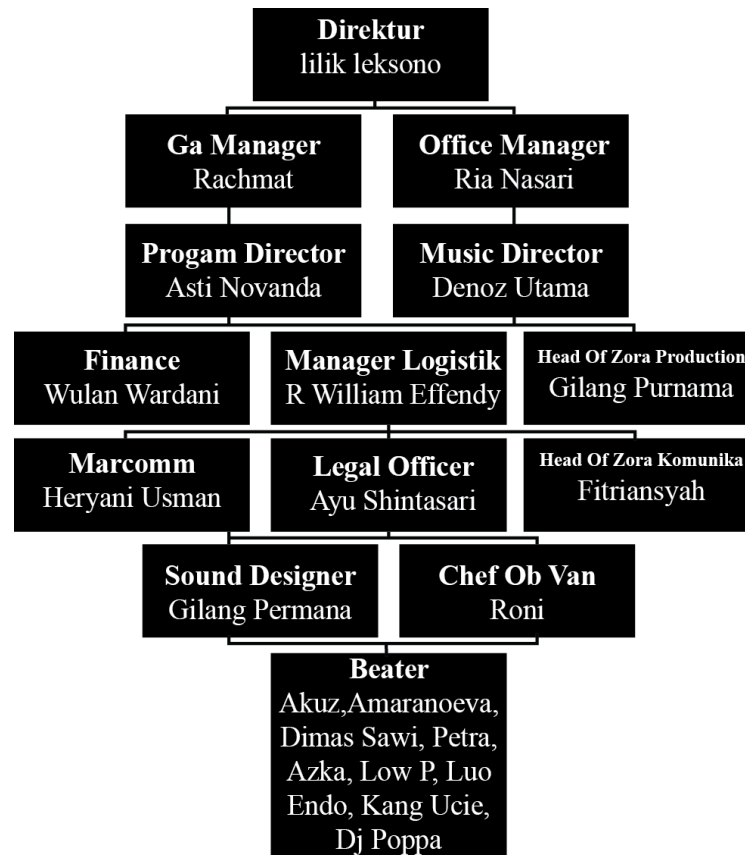 Direktur
lilik leksono
Ga Manager
Rachmat
Office Manager
Ria Nasari
Progam Director
Asti Novanda
Music Director
Denoz Utama
Finance
Wulan Wardani
Manager Logistik
R William Effendy
Head Of Zora Production
Gilang Purnama
Marcomm
Heryani Usman
Legal Officer
Ayu Shintasari
Head Of Zora Komunika
Fitriansyah
Sound Designer
Gilang Permana
Chef Ob Van
Roni
Beater
Akuz,Amaranoeva,
Dimas Sawi, Petra,
Azka, Low P, Luo
Endo, Kang Ucie,
Dj Poppa